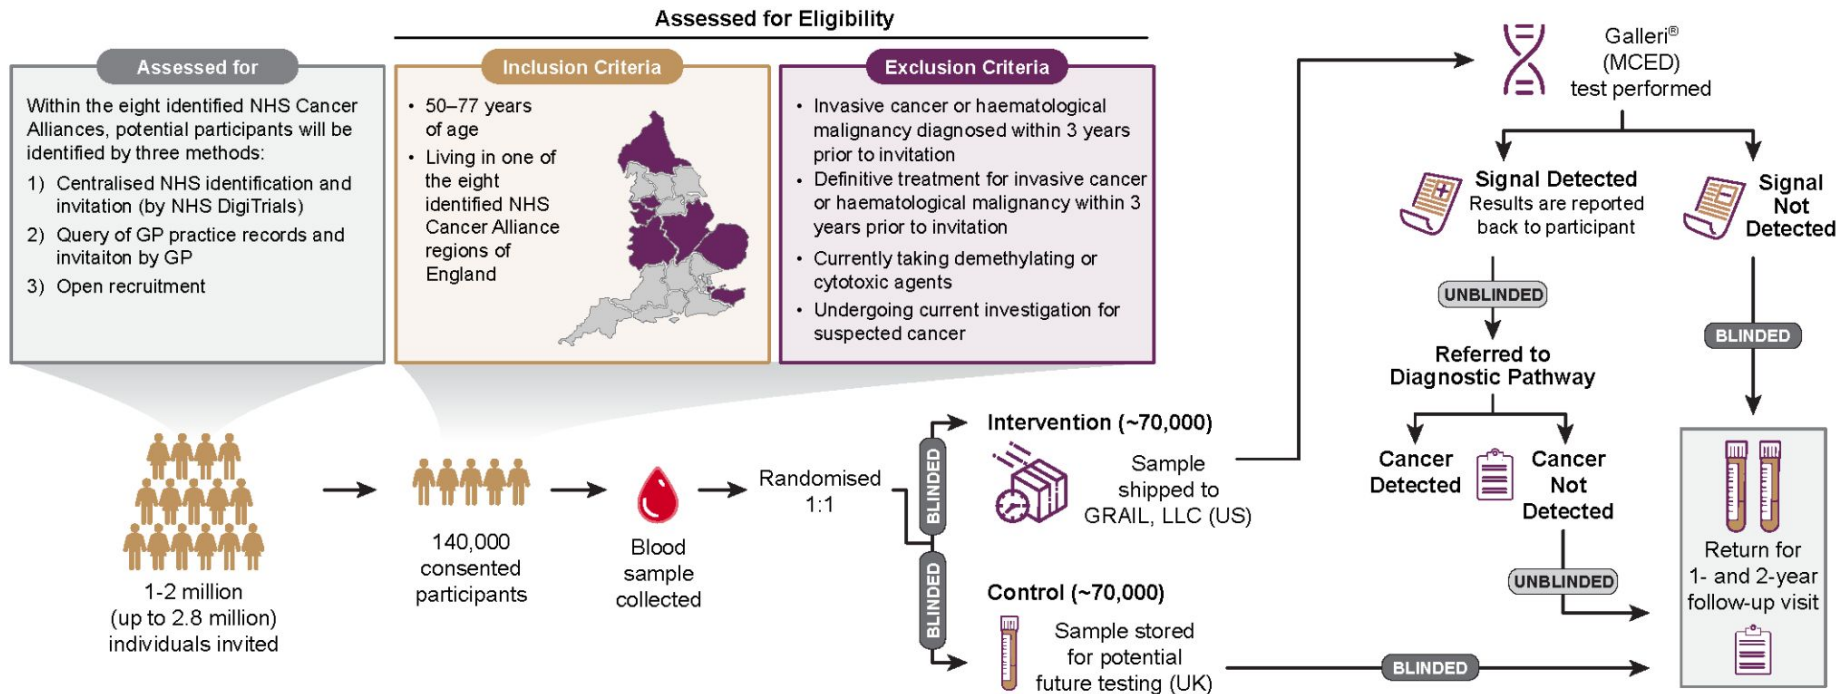 Assessed for Eligibility
Assessed for
Within the eight identified NHS Cancer
Alliances, potential participants will be
identified by three methods:
1) Centralised NHS identification and
invitation (by NHS DigiTrials)
2) Query of GP practice records and
invitaiton by GP
3) Open recruitment
Inclusion Criteria
• 50–77 years
of age
• Living in one of
the eight
identified NHS
Cancer Alliance
regions of
England
Exclusion Criteria
• Invasive cancer or haematological
malignancy diagnosed within 3 years
prior to invitation
• Definitive treatment for invasive cancer
or haematological malignancy within 3
years prior to invitation
• Currently taking demethylating or
cytotoxic agents
• Undergoing current investigation for
suspected cancer
1-2 million
(up to 2.8 million)
individuals invited
140,000
consented
participants
Blood
sample
collected
Randomised
1:1
BLINDED
BLINDED
Intervention (~70,000)
Sample
shipped to
GRAIL, LLC (US)
Control (~70,000)
Sample stored
for potential
future testing (UK)
BLINDED
Galleri®
(MCED)
test performed
Signal Detected
Results are reported
back to participant
UNBLINDED
Referred to
Diagnostic Pathway
Cancer
Detected
Cancer
Not
Detected
UNBLINDED
Signal
Not
Detected
BLINDED
Return for
1- and 2-year
follow-up visit